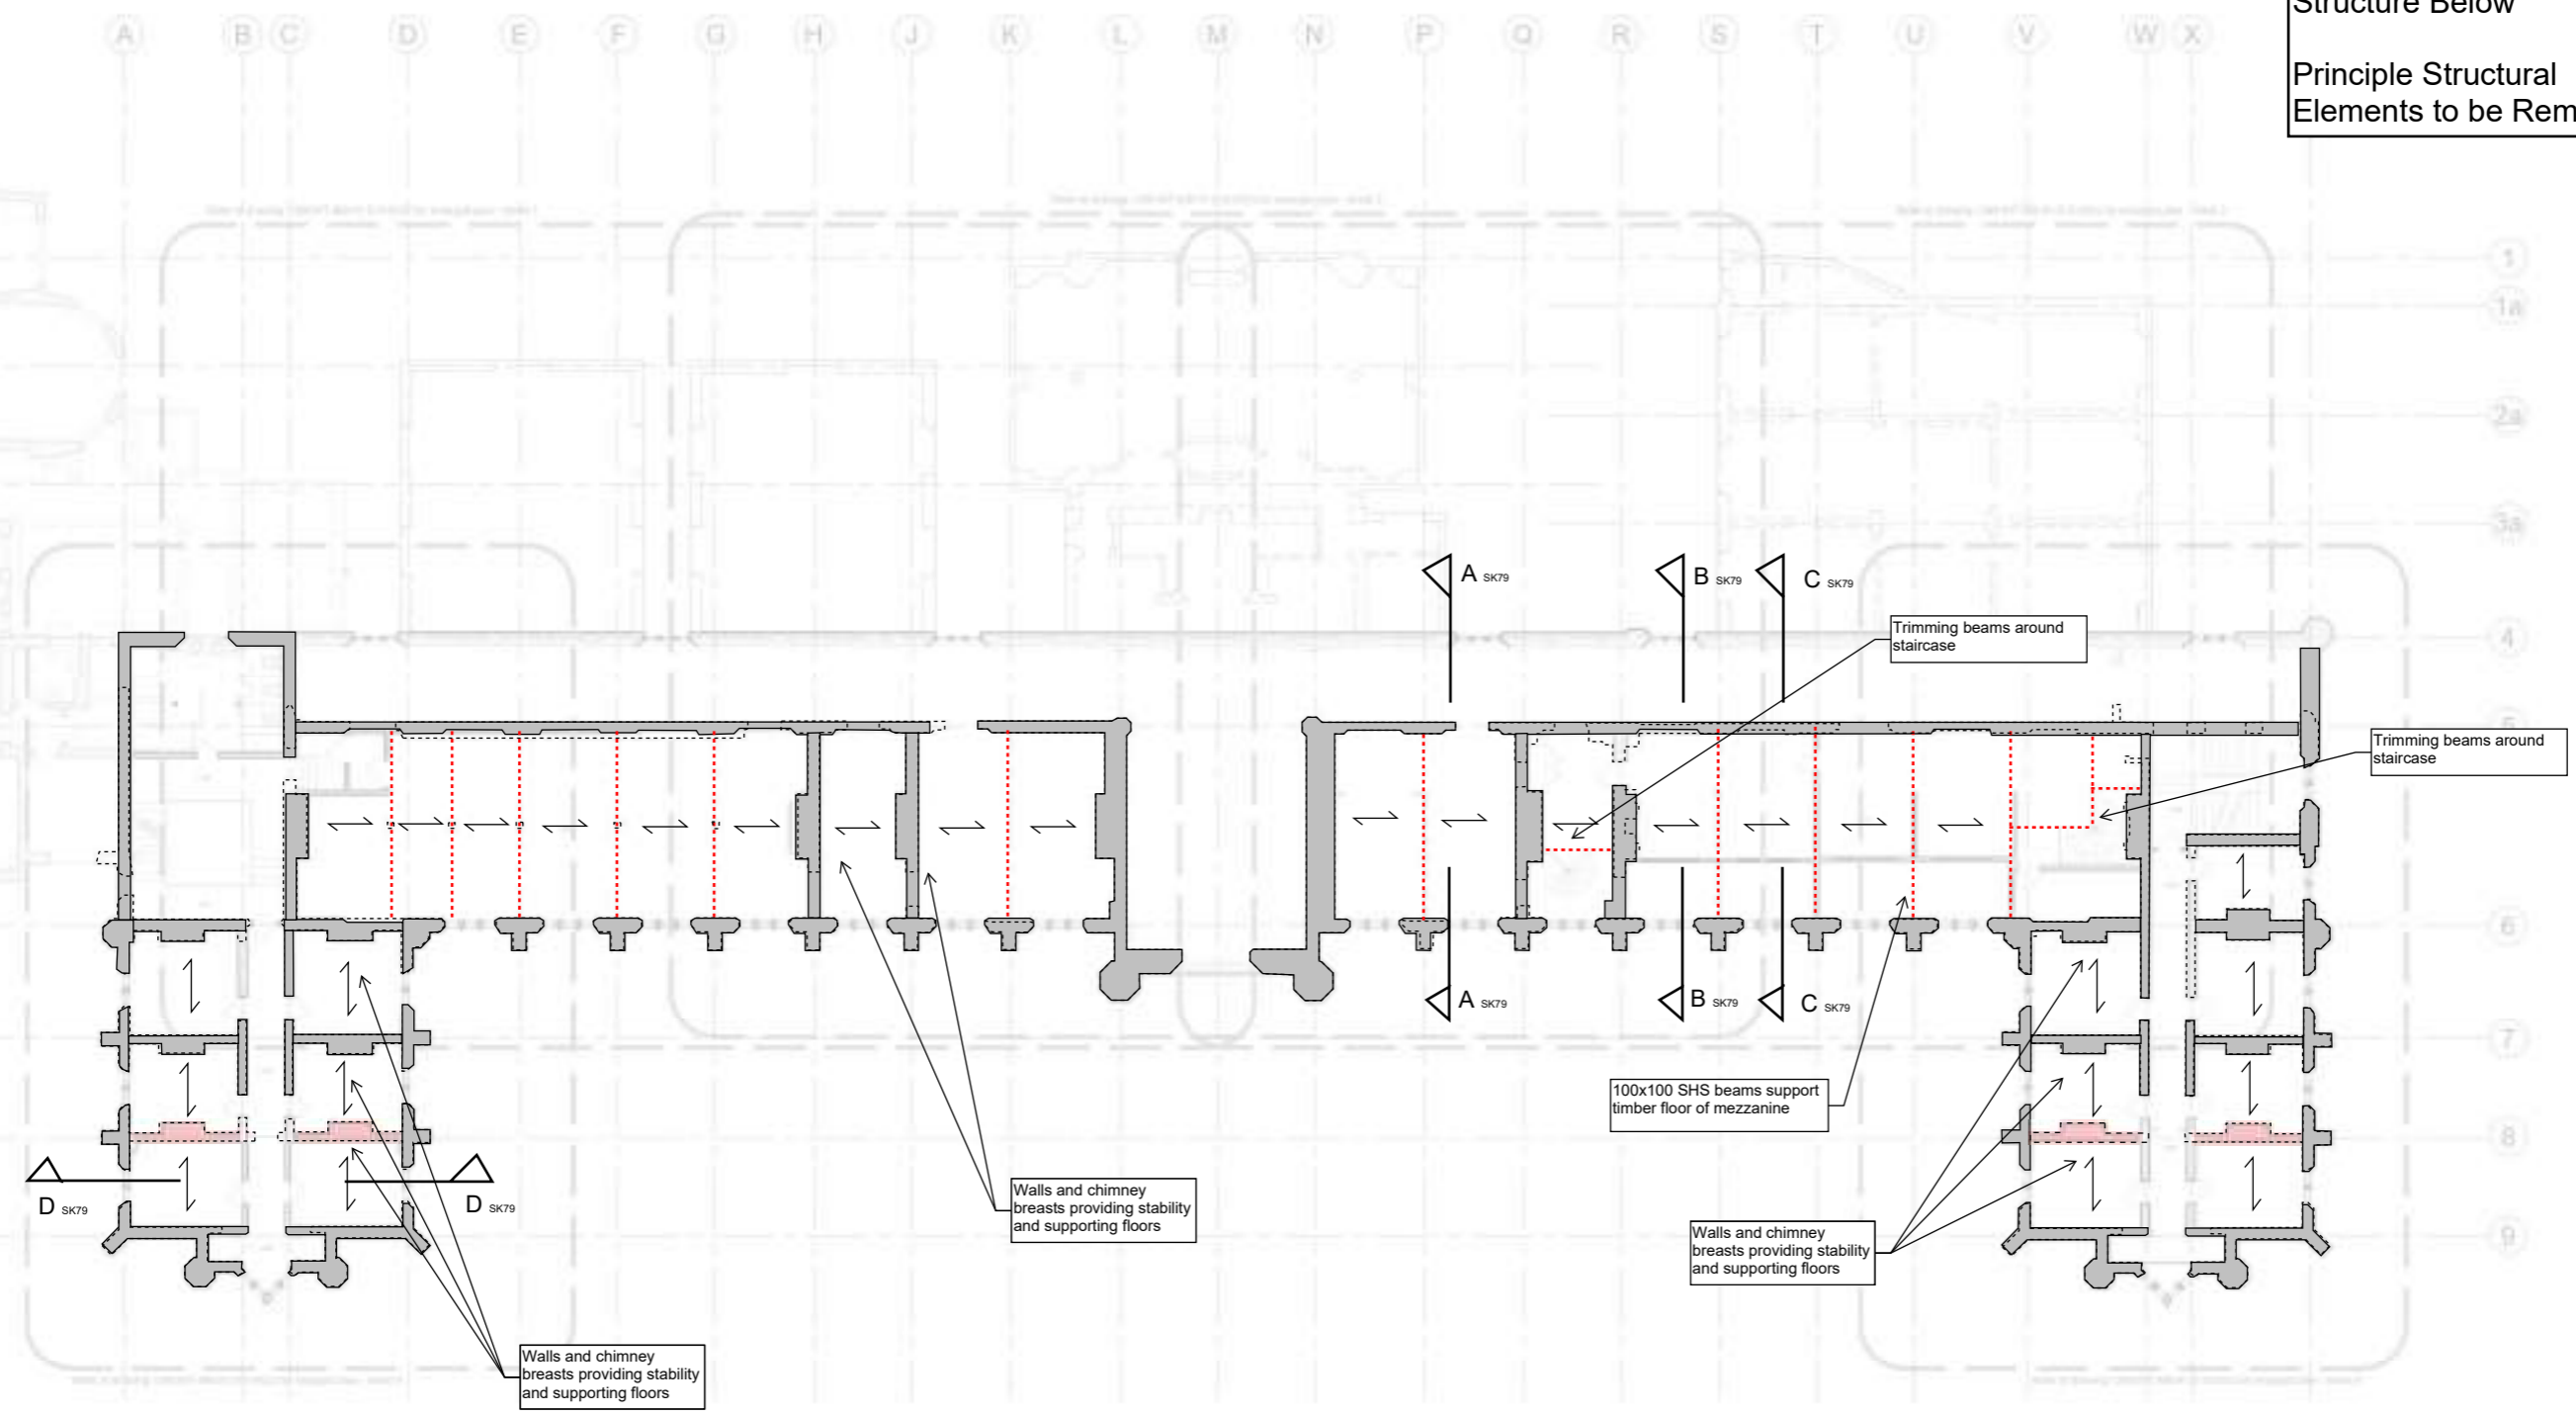 Structure Below
Principle Structural
Elements to be Rem
A
B
C
D
E
F
G
H
J
K
L
M
N
P
Q
R
S
T
U
V
W
X
1
1a
2a
3a
4
5
6
7
8
9
A SK79
B SK79
C SK79
Trimming beams around
staircase
Trimming beams around
staircase
A SK79
B SK79
C SK79
100x100 SHS beams support
timber floor of mezzanine
D SK79
D SK79
Walls and chimney
breasts providing stability
and supporting floors
Walls and chimney
breasts providing stability
and supporting floors
Walls and chimney
breasts providing stability
and supporting floors